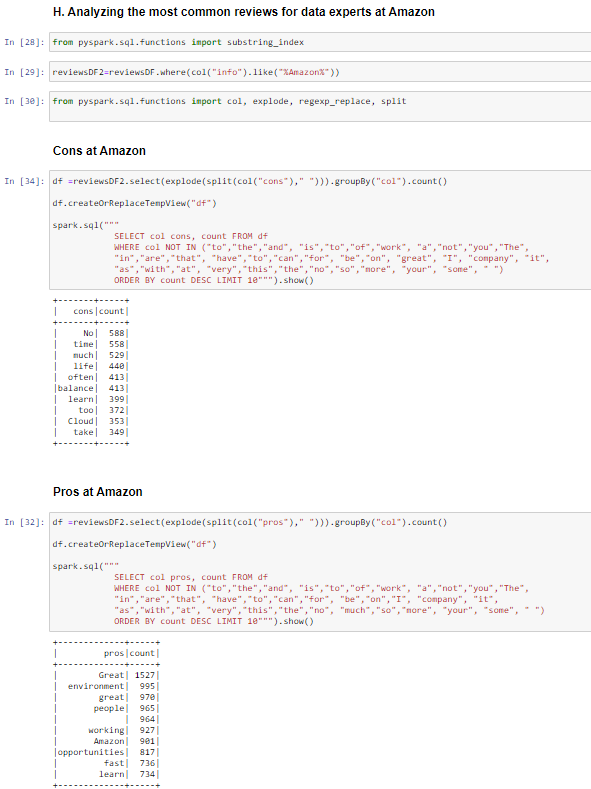 H. Analyzing the most common reviews for data experts at Amazon
In [28]: from pyspark.sql.functions import substring_index
In [29]: reviewsDF2=reviewsDF.where(col("info").like("%Amazon%"))
In [30]: from pyspark.sql.functions import col, explode, regexp_replace, split
Cons at Amazon
In [34]: df =reviewsDF2.select(explode(split(col("cons")," "))).groupBy("col").count()
df.createOrReplaceTempView("df")
spark.sql("""
SELECT col cons, count FROM df
WHERE col NOT IN ("to","the","and", "is","to","of","work", "a","not","you","The",
"in","are","that", "have","to","can","for", "be","on", "great", "I", "company", "it",
"as","with","at", "very","this","the","no","so","more", "your", "some", " ")
ORDER BY count DESC LIMIT 10""").show()
+-------+-----+
|   cons|count|
+-------+-----+
|     No|  588|
|   time|  558|
|   much|  529|
|   life|  440|
|  often|  413|
|balance|  413|
|  learn|  399|
|    too|  372|
|  Cloud|  353|
|   take|  349|
+-------+-----+
Pros at Amazon
In [32]: df =reviewsDF2.select(explode(split(col("pros")," "))).groupBy("col").count()
df.createOrReplaceTempView("df")
spark.sql("""
SELECT col pros, count FROM df
WHERE col NOT IN ("to","the","and", "is","to","of","work", "a","not","you","The",
"in","are","that", "have","to","can","for", "be","on","I", "company", "it",
"as","with","at", "very","this","the","no", "much","so","more", "your", "some", " ")
ORDER BY count DESC LIMIT 10""").show()
+-------------+-----+
|         pros|count|
+-------------+-----+
|        Great| 1527|
|  environment|  995|
|        great|  970|
|       people|  965|
|             |  964|
|      working|  927|
|       Amazon|  901|
|opportunities|  817|
|         fast|  736|
|        learn|  734|
+-------------+-----+